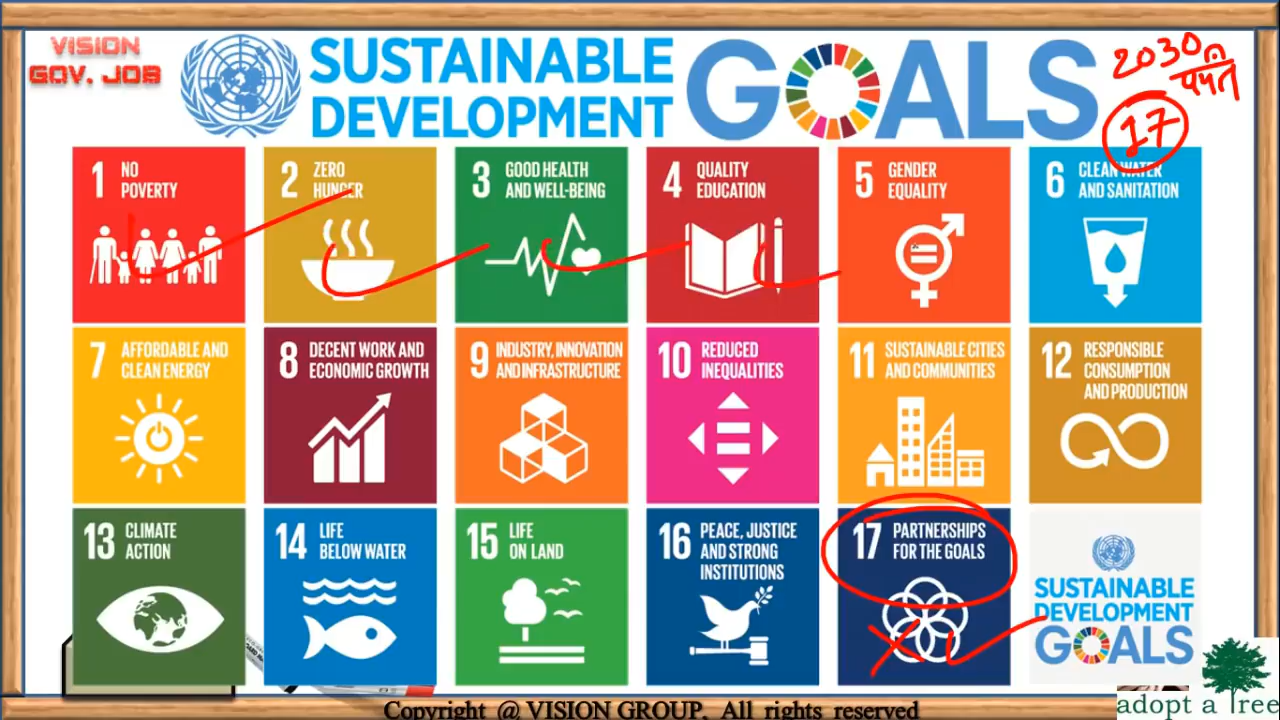 VISION
GOV. JOB
SUSTAINABLE
DEVELOPMENT
GOALS
2030
17
1 NO
POVERTY
2 ZERO
HUNGER
3 GOOD HEALTH
AND WELL-BEING
4 QUALITY
EDUCATION
5 GENDER
EQUALITY
6 CLEAN WATER
AND SANITATION
7 AFFORDABLE AND
CLEAN ENERGY
8 DECENT WORK AND
ECONOMIC GROWTH
9 INDUSTRY, INNOVATION
AND INFRASTRUCTURE
10 REDUCED
INEQUALITIES
11 SUSTAINABLE CITIES
AND COMMUNITIES
12 RESPONSIBLE
CONSUMPTION
AND PRODUCTION
13 CLIMATE
ACTION
14 LIFE
BELOW WATER
15 LIFE
ON LAND
16 PEACE, JUSTICE
AND STRONG
INSTITUTIONS
17 PARTNERSHIPS
FOR THE GOALS
SUSTAINABLE
DEVELOPMENT
GOALS
adopt a Tree
Copyright @ VISION GROUP. All rights reserved